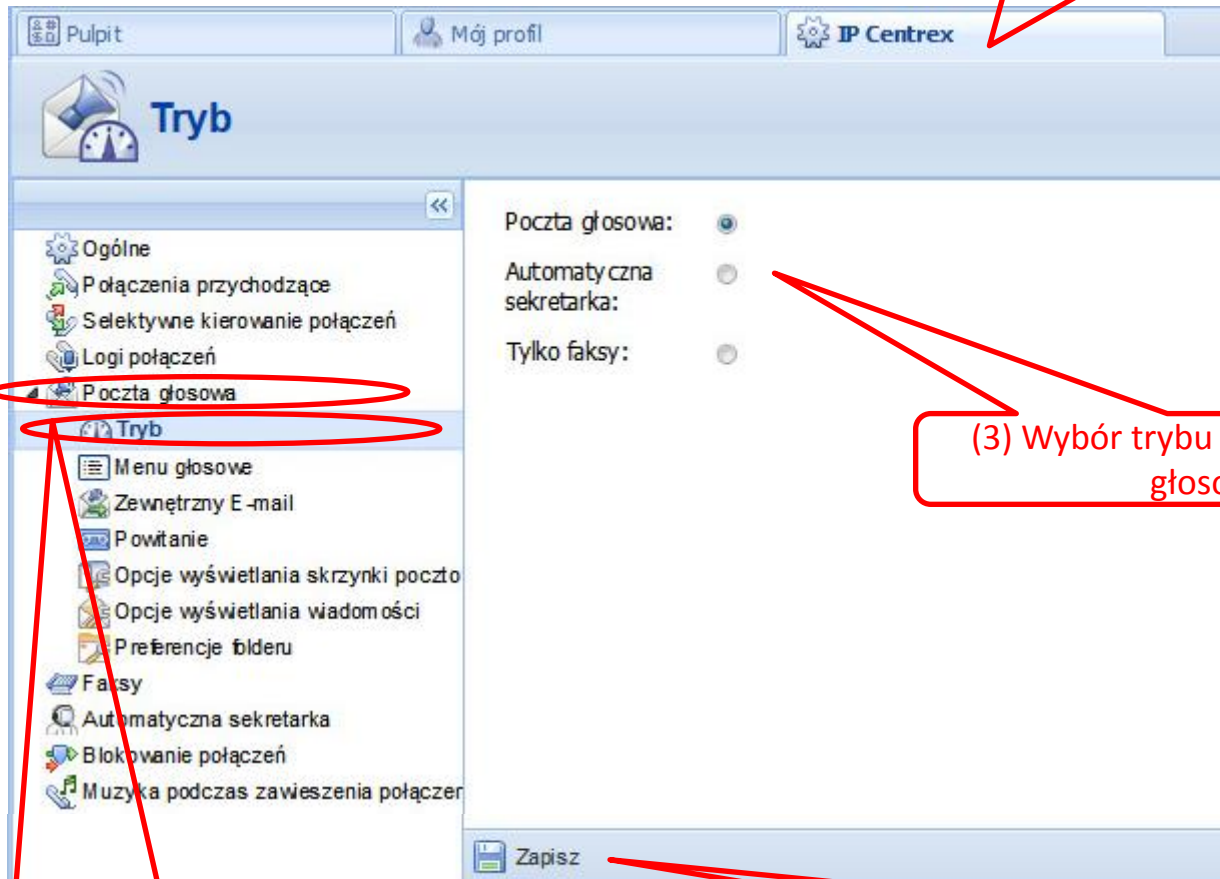 Pulpit
Mój profil
IP Centrex
Tryb
Ogólne
Połączenia przychodzące
Selektywne kierowanie połączeń
Logi połączeń
Poczta głosowa
Tryb
Menu głosowe
Zewnętrzny E-mail
Powitanie
Opcje wyświetlania skrzynki poczto
Opcje wyświetlania wiadomości
Preferencje folderu
Faksy
Automatyczna sekretarka
Blokowanie połączeń
Muzyka podczas zawieszenia połączeń
Poczta głosowa:
Automatyczna
sekretarka:
Tylko faksy:
(3) Wybór trybu
głoso
Zapisz